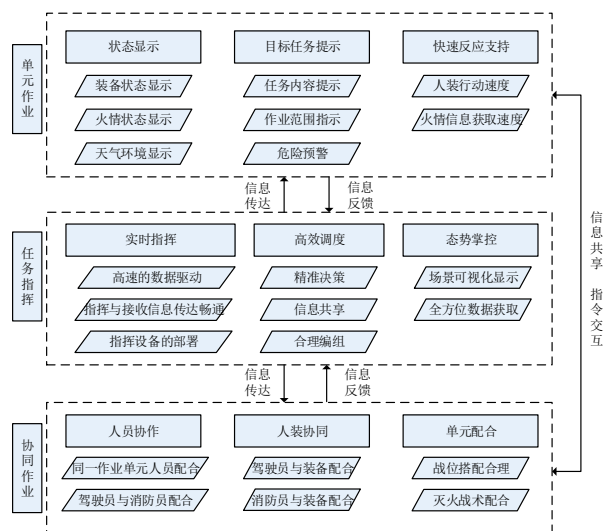 单元作业
状态显示
目标任务提示
快速反应支持
装备状态显示
任务内容提示
人装行动速度
火情状态显示
作业范围指示
火情信息获取速度
天气环境显示
危险预警
信息
传达
信息
反馈
任务指挥
实时指挥
高效调度
态势掌控
高速的数据驱动
精准决策
场景可视化显示
指挥与接收信息传达畅通
信息共享
全方位数据获取
指挥设备的部署
合理编组
信息
传达
信息
反馈
协同作业
人员协作
人装协同
单元配合
同一作业单元人员配合
驾驶员与装备配合
战位搭配合理
驾驶员与消防员配合
消防员与装备配合
灭火战术配合
信息共享 指令交互